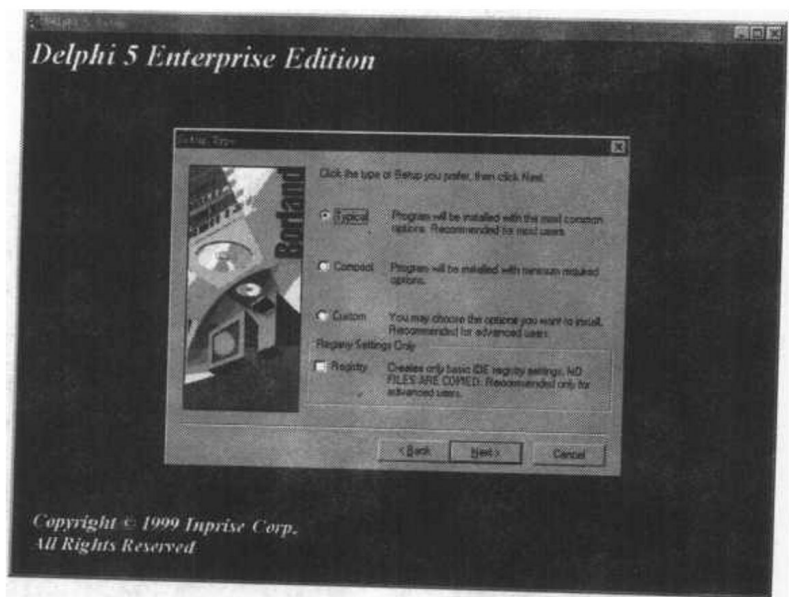 Delphi 5 Enterprise Edition
Setup Type
Click the type of Setup you prefer, then click Next.
Borland
Typical Program will be installed with the most common
options. Recommended for most users.
Compact Program will be installed with minimum required
options.
Custom You may choose the options you want to install.
Recommended for advanced users.
Registry Settings Only
Registry Creates only basic IDE registry settings, NO
FILES ARE COPIED. Recommended only for
advanced users.
< Back Next > Cancel
Copyright © 1999 Inprise Corp.
All Rights Reserved